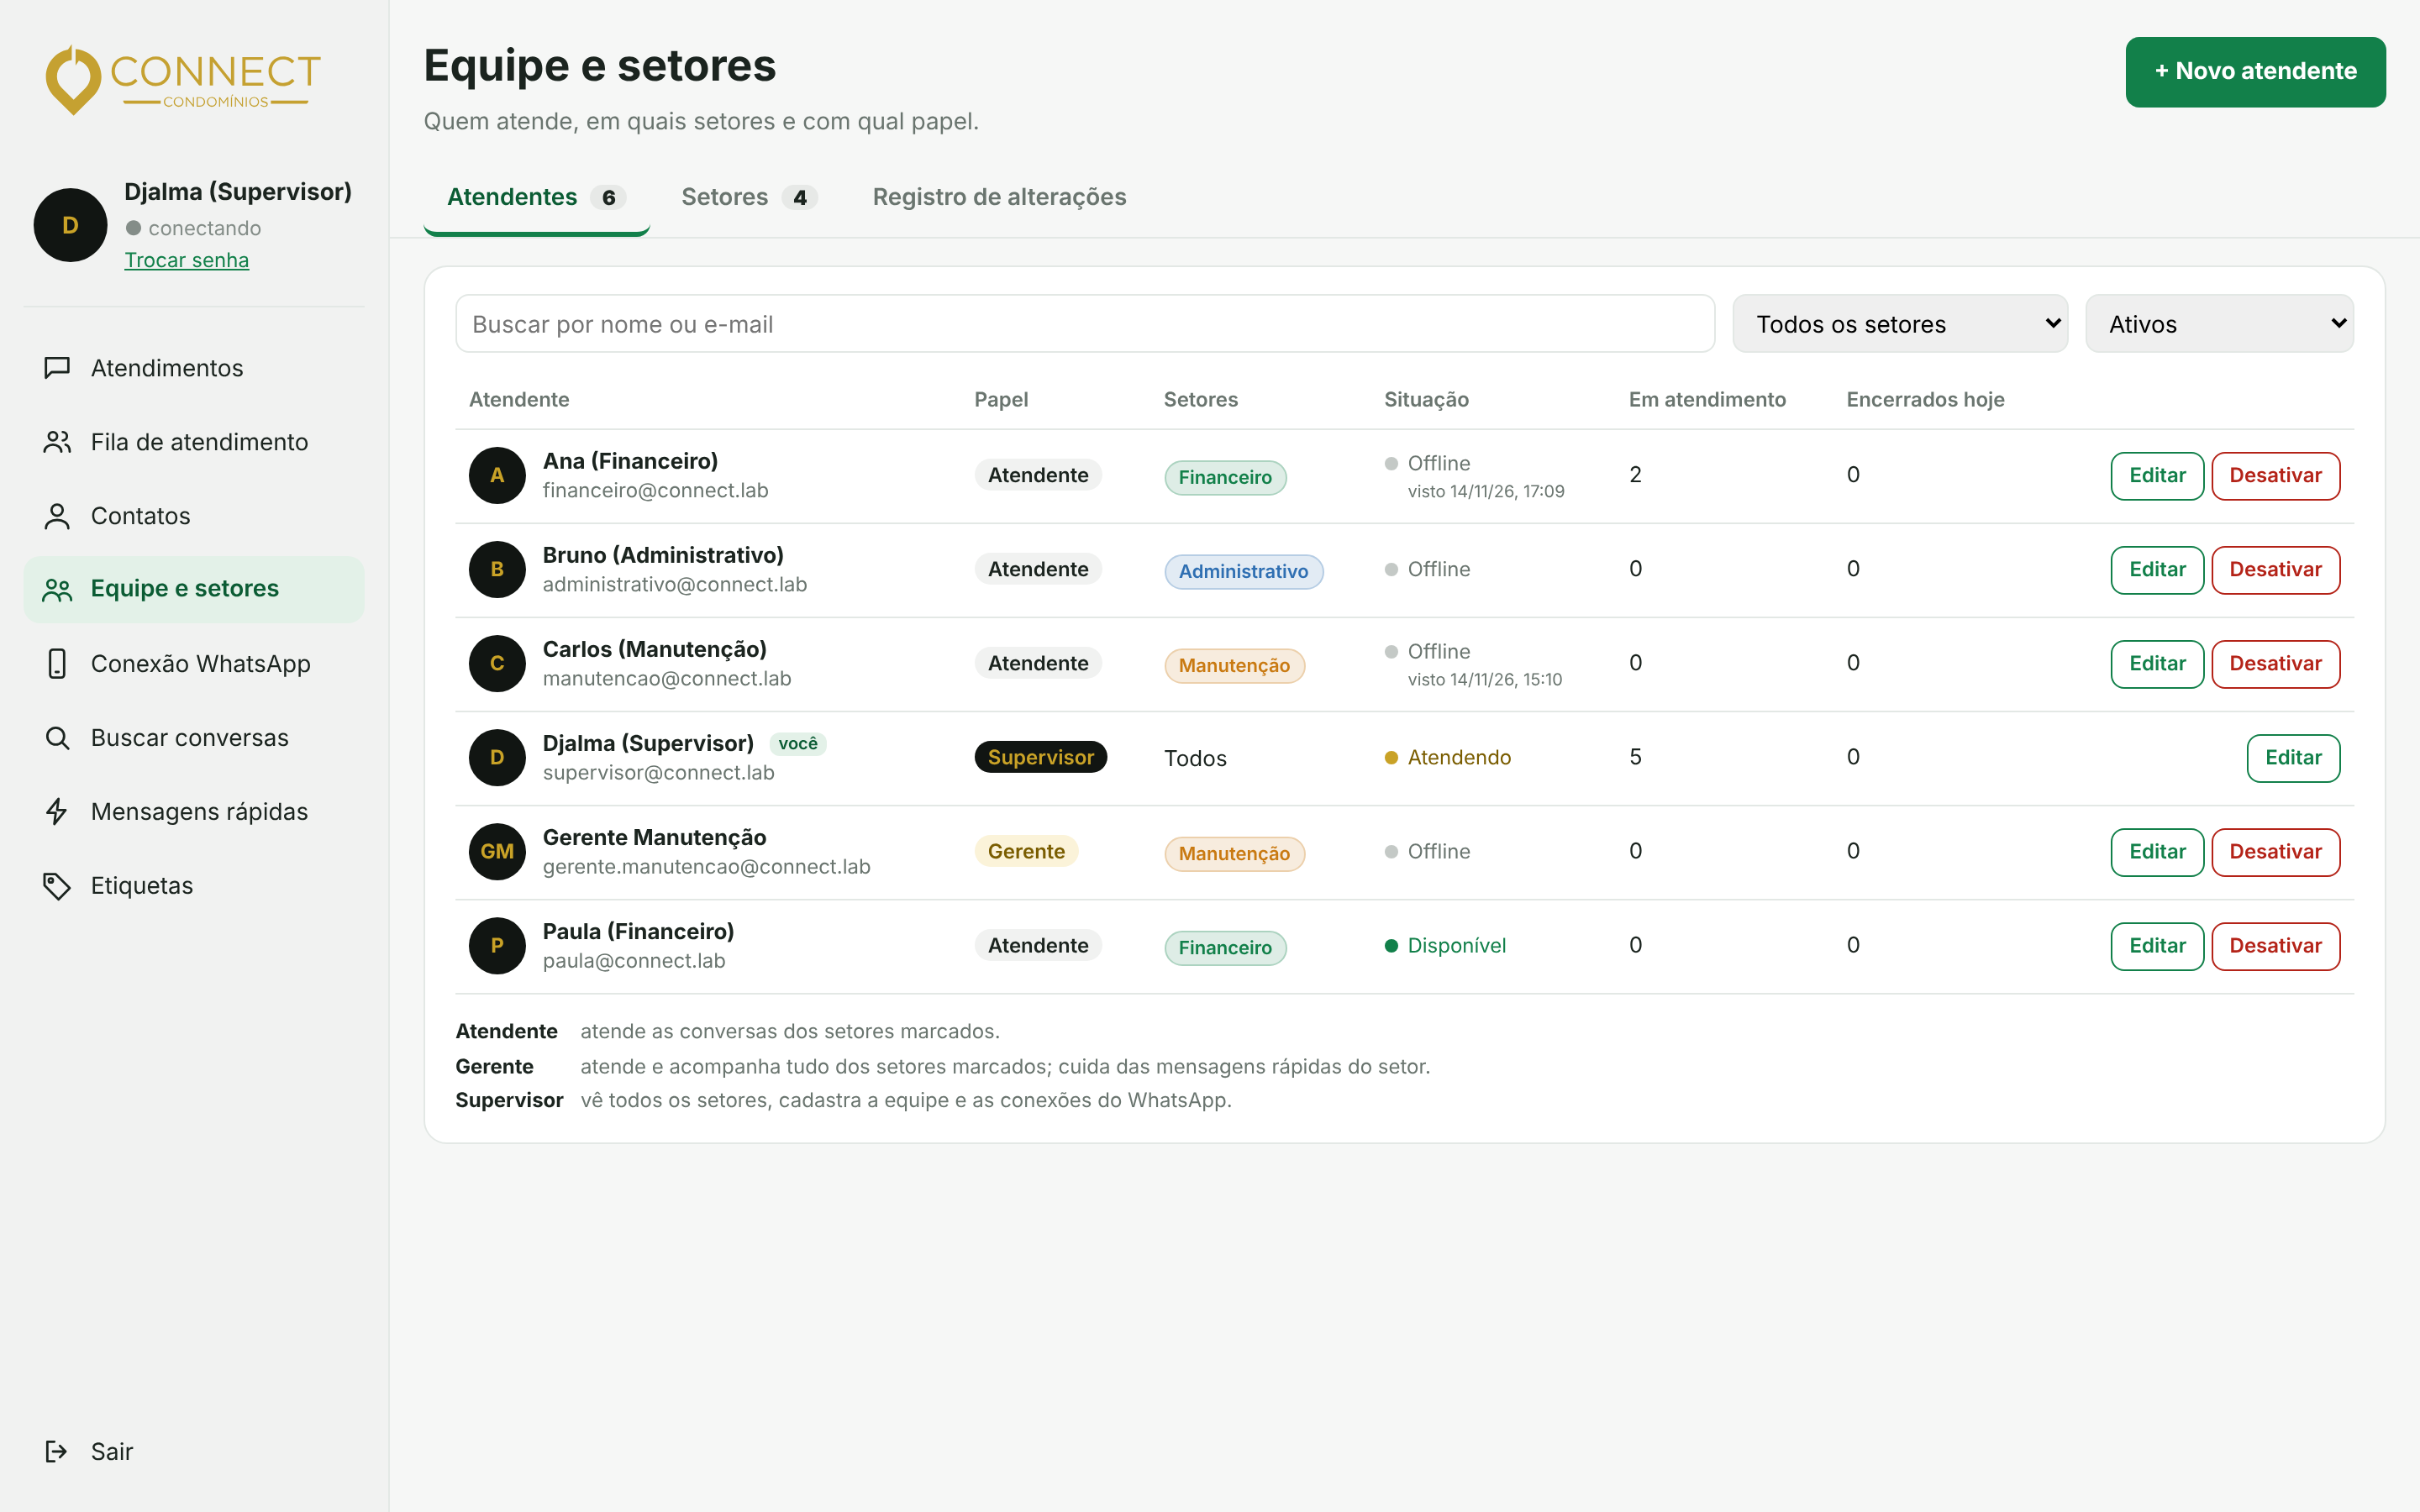 CONNECT
CONDOMÍNIOS
D
Djalma (Supervisor)
conectando
Trocar senha
Atendimentos
Fila de atendimento
Contatos
Equipe e setores
Conexão WhatsApp
Buscar conversas
Mensagens rápidas
Etiquetas
Sair
Equipe e setores
Quem atende, em quais setores e com qual papel.
+ Novo atendente
Atendentes 6 Setores 4 Registro de alterações
Buscar por nome ou e-mail Todos os setores Ativos
Atendente Papel Setores Situação Em atendimento Encerrados hoje
A Ana (Financeiro) Atendente Financeiro Offline 2 0 Editar Desativar
financeiro@connect.lab visto 14/11/26, 17:09
B Bruno (Administrativo) Atendente Administrativo Offline 0 0 Editar Desativar
administrativo@connect.lab
C Carlos (Manutenção) Atendente Manutenção Offline 0 0 Editar Desativar
manutencao@connect.lab visto 14/11/26, 15:10
D Djalma (Supervisor) você Supervisor Todos Atendendo 5 0 Editar
supervisor@connect.lab
GM Gerente Manutenção Gerente Manutenção Offline 0 0 Editar Desativar
gerente.manutencao@connect.lab
P Paula (Financeiro) Atendente Financeiro Disponível 0 0 Editar Desativar
paula@connect.lab
Atendente atende as conversas dos setores marcados.
Gerente atende e acompanha tudo dos setores marcados; cuida das mensagens rápidas do setor.
Supervisor vê todos os setores, cadastra a equipe e as conexões do WhatsApp.